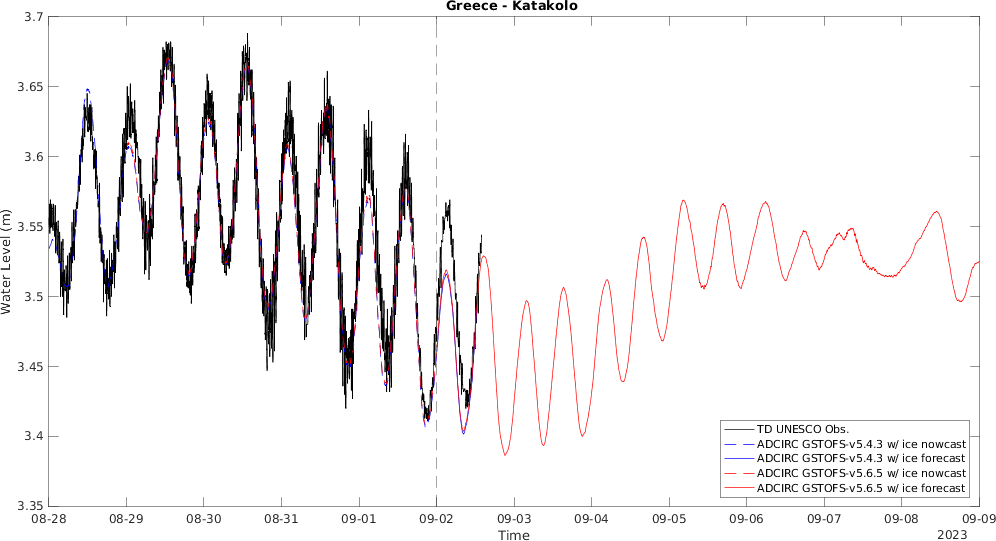 Greece - Katakolo
3.7
3.65
3.6
3.55
3.5
3.45
3.4
3.35
Water Level (m)
TD UNESCO Obs.
ADCIRC GSTOFS-v5.4.3 w/ ice nowcast
ADCIRC GSTOFS-v5.4.3 w/ ice forecast
ADCIRC GSTOFS-v5.6.5 w/ ice nowcast
ADCIRC GSTOFS-v5.6.5 w/ ice forecast
08-28 08-29 08-30 08-31 09-01 09-02 09-03 09-04 09-05 09-06 09-07 09-08 09-09
Time
2023